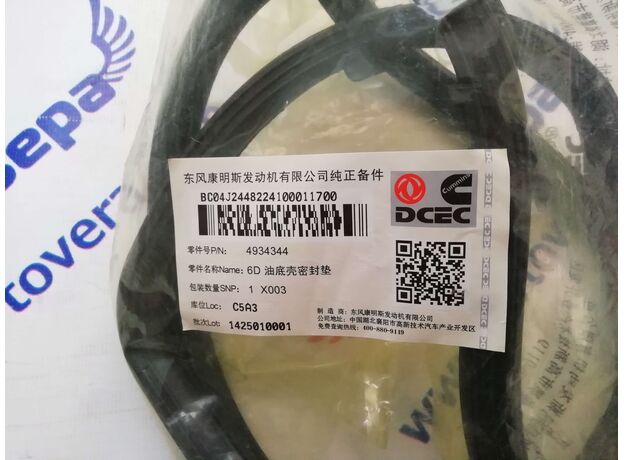 东风康明斯发动机有限公司纯正备件
BC04J2448224100011700
零件号P/N: 4934344
零件名称Name: 6D 油底壳密封垫
包装数量SNP: 1 X003
库位Loc: C5A3
批次Lot: 1425010001
Cummins
DCEC
制 造 商: 东风康明斯发动机有限公司
公司地址: 中国湖北襄阳市高新技术汽车产业开发区
免费查询热线: 400-880-9119